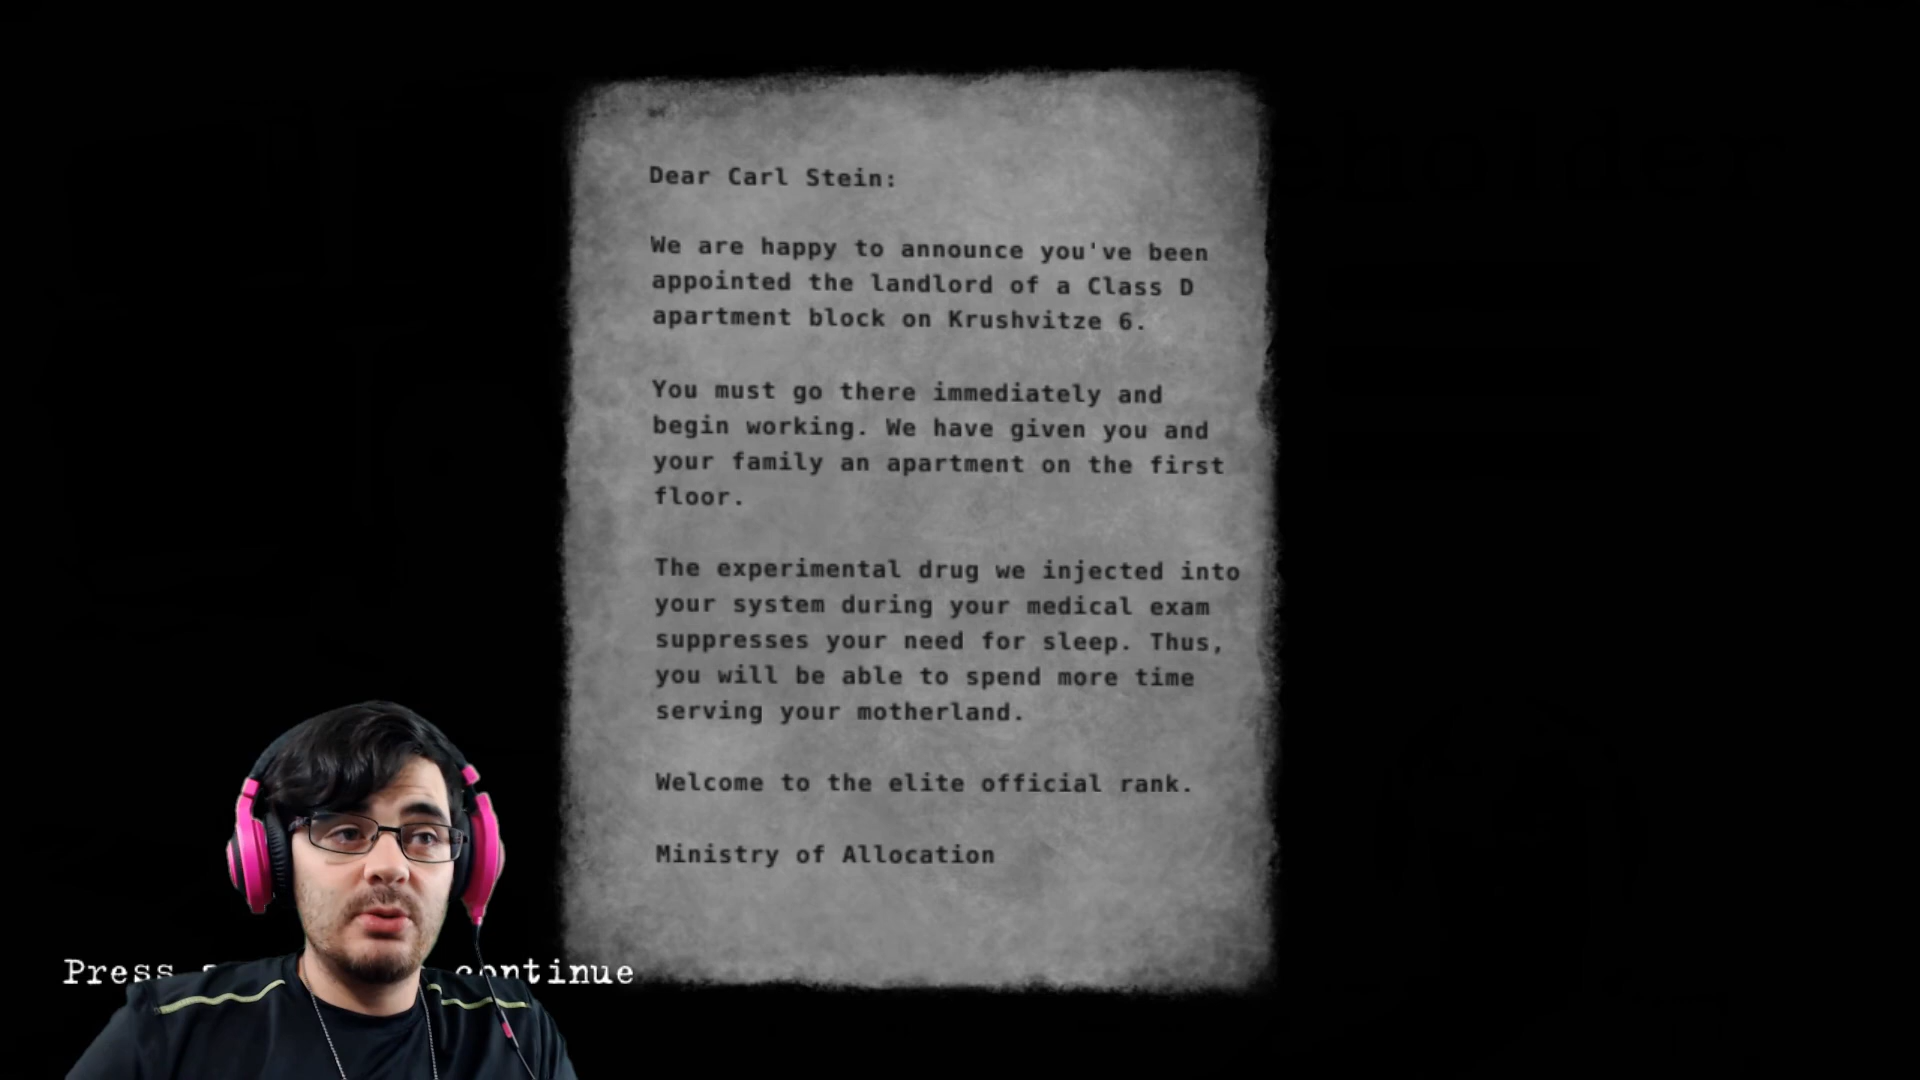 Dear Carl Stein:
We are happy to announce you've been
appointed the landlord of a Class D
apartment block on Krushvitze 6.
You must go there immediately and
begin working. We have given you and
your family an apartment on the first
floor.
The experimental drug we injected into
your system during your medical exam
suppresses your need for sleep. Thus,
you will be able to spend more time
serving your motherland.
Welcome to the elite official rank.
Ministry of Allocation
Press continue